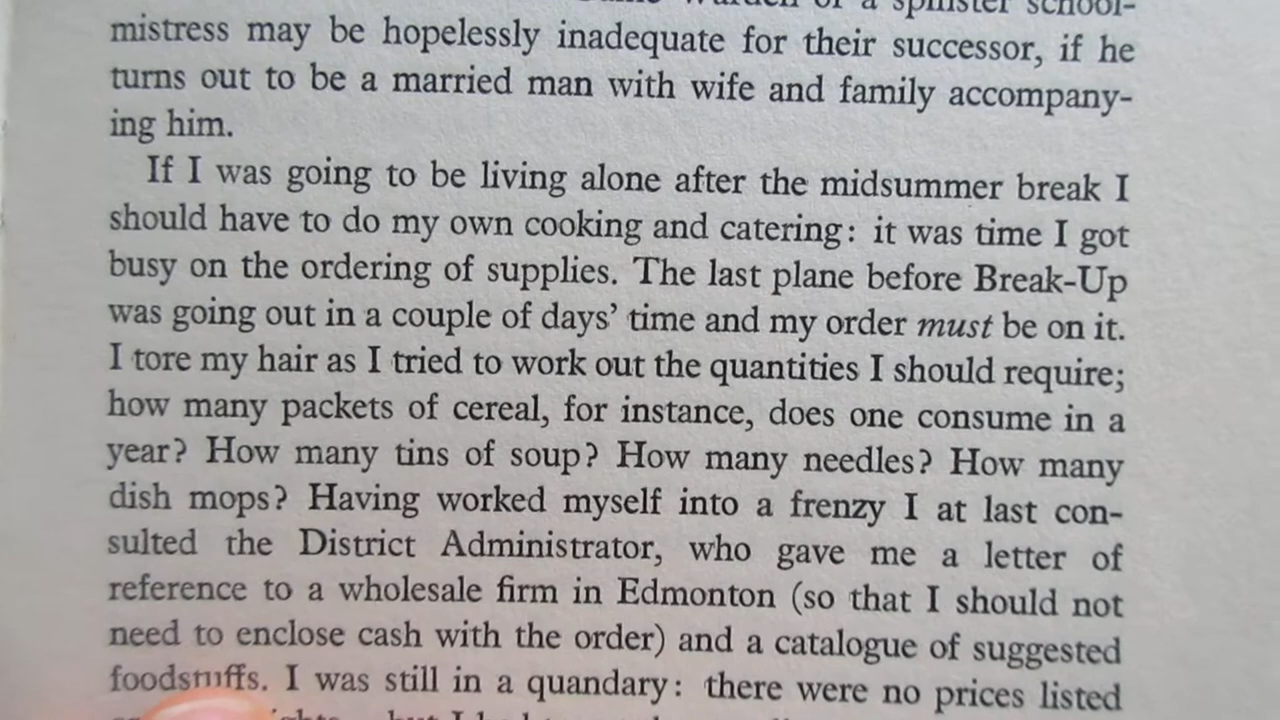 of a spinster school-
mistress may be hopelessly inadequate for their successor, if he
turns out to be a married man with wife and family accompany-
ing him.
If I was going to be living alone after the midsummer break I
should have to do my own cooking and catering: it was time I got
busy on the ordering of supplies. The last plane before Break-Up
was going out in a couple of days’ time and my order must be on it.
I tore my hair as I tried to work out the quantities I should require;
how many packets of cereal, for instance, does one consume in a
year? How many tins of soup? How many needles? How many
dish mops? Having worked myself into a frenzy I at last con-
sulted the District Administrator, who gave me a letter of
reference to a wholesale firm in Edmonton (so that I should not
need to enclose cash with the order) and a catalogue of suggested
foodstuffs. I was still in a quandary: there were no prices listed
but I had